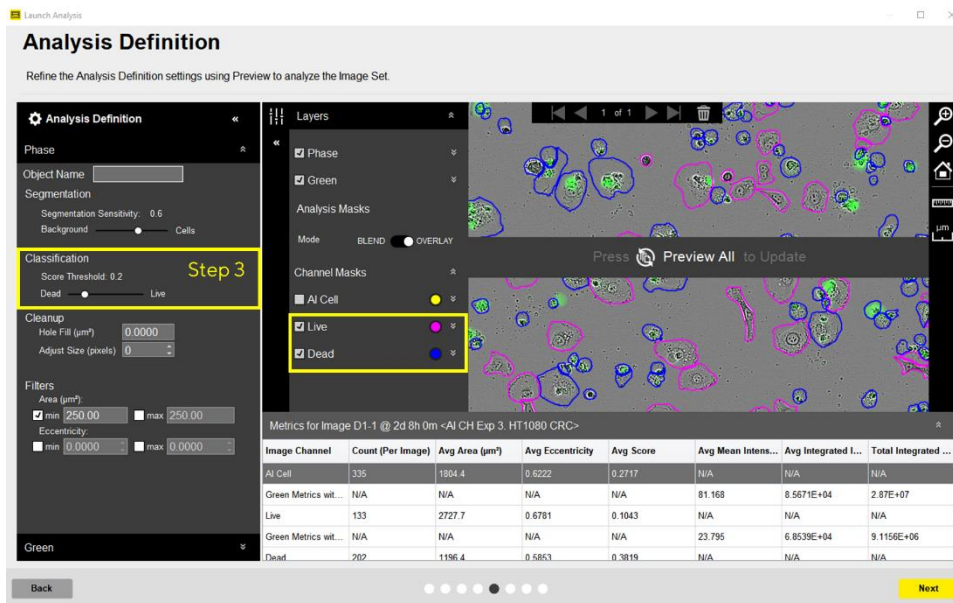 Launch Analysis
Analysis Definition
Refine the Analysis Definition settings using Preview to analyze the Image Set.
Analysis Definition «
Phase
Object Name
Segmentation
Segmentation Sensitivity: 0.6
Background Cells
Classification
Step 3
Score Threshold: 0.2
Dead Live
Cleanup
Hole Fill (µm²) 0.0000
Adjust Size (pixels) 0
Filters
Area (µm²):
min 250.00 max 250.00
Eccentricity:
min 0.0000 max 0.0000
Green
Layers
«
Phase
Green
Analysis Masks
Mode BLEND OVERLAY
Channel Masks
AI Cell
Live
Dead
1 of 1
Press Preview All to Update
µm
Metrics for Image D1-1 @ 2d 8h 0m <AI CH Exp 3. HT1080 CRC>
Image Channel Count (Per Image) Avg Area (µm²) Avg Eccentricity Avg Score Avg Mean Intens... Avg Integrated I... Total Integrated ...
AI Cell 335 1804.4 0.6222 0.2717 N/A N/A N/A
Green Metrics wit... N/A N/A N/A N/A 81.168 8.5671E+04 2.87E+07
Live 133 2727.7 0.6781 0.1043 N/A N/A N/A
Green Metrics wit... N/A N/A N/A N/A 23.795 6.8539E+04 9.1156E+06
Dead 202 1196.4 0.5853 0.3819 N/A N/A N/A
Back
Next